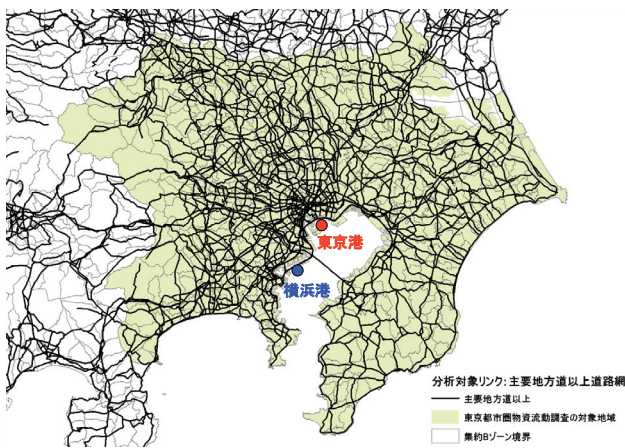 東京港
横浜港
分析対象リンク：主要地方道以上道路網
主要地方道以上
東京都市圏物資流動調査の対象地域
集約Bゾーン境界